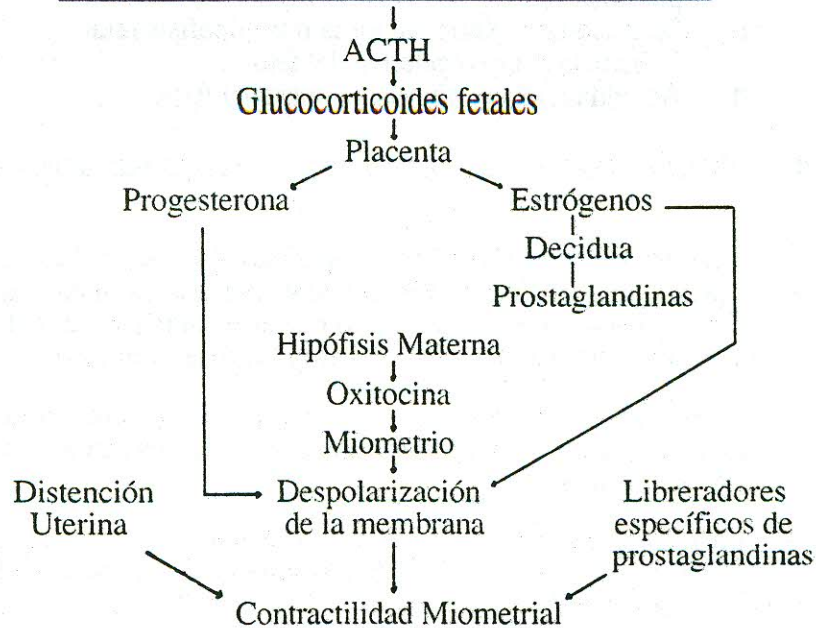 ACTH
Glucocorticoides fetales
Placenta
Progesterona
Estrógenos
Decidua
Prostaglandinas
Hipófisis Materna
Oxitocina
Miometrio
Distención
Uterina
Despolarización
de la membrana
Libreradores
específicos de
prostaglandinas
Contractilidad Miometrial